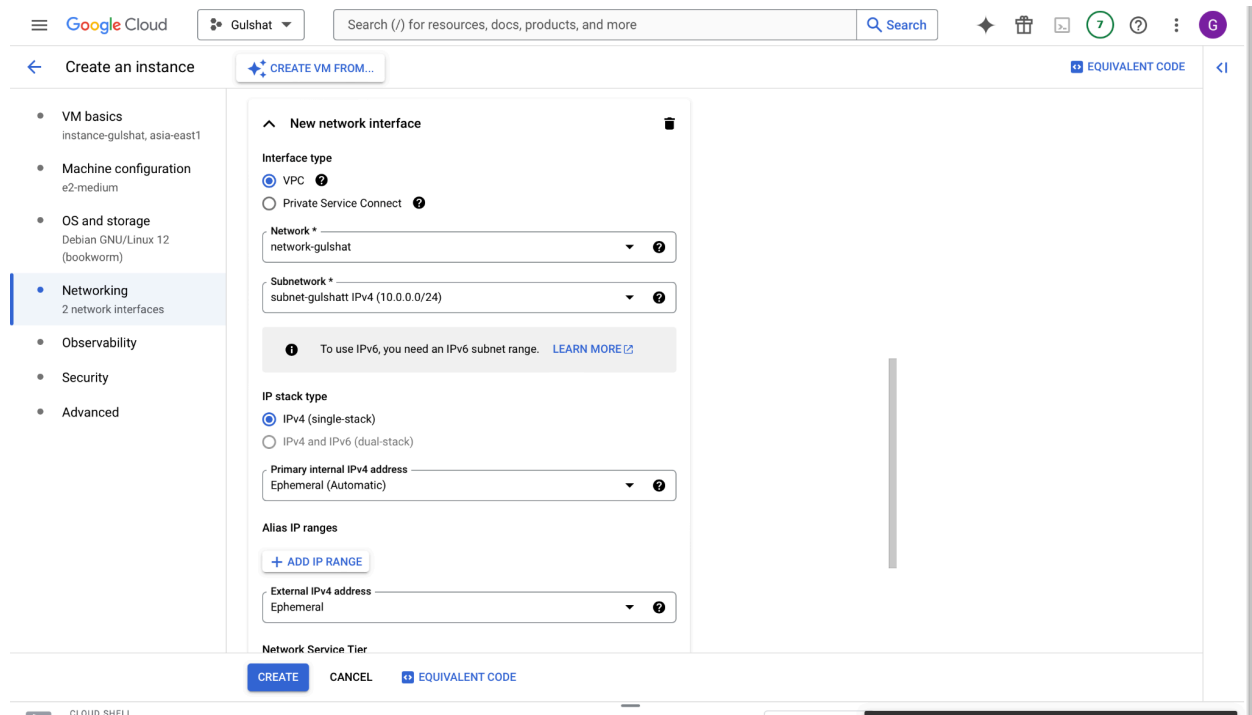 Google Cloud
Gulshat
Search (/) for resources, docs, products, and more
Search
7
G
Create an instance
CREATE VM FROM...
EQUIVALENT CODE
VM basics
instance-gulshat, asia-east1
Machine configuration
e2-medium
OS and storage
Debian GNU/Linux 12
(bookworm)
Networking
2 network interfaces
Observability
Security
Advanced
New network interface
Interface type
VPC
Private Service Connect
Network *
network-gulshat
Subnetwork *
subnet-gulshatt IPv4 (10.0.0.0/24)
To use IPv6, you need an IPv6 subnet range. LEARN MORE
IP stack type
IPv4 (single-stack)
IPv4 and IPv6 (dual-stack)
Primary internal IPv4 address
Ephemeral (Automatic)
Alias IP ranges
+ ADD IP RANGE
External IPv4 address
Ephemeral
Network Service Tier
CREATE
CANCEL
EQUIVALENT CODE
CLOUD SHELL